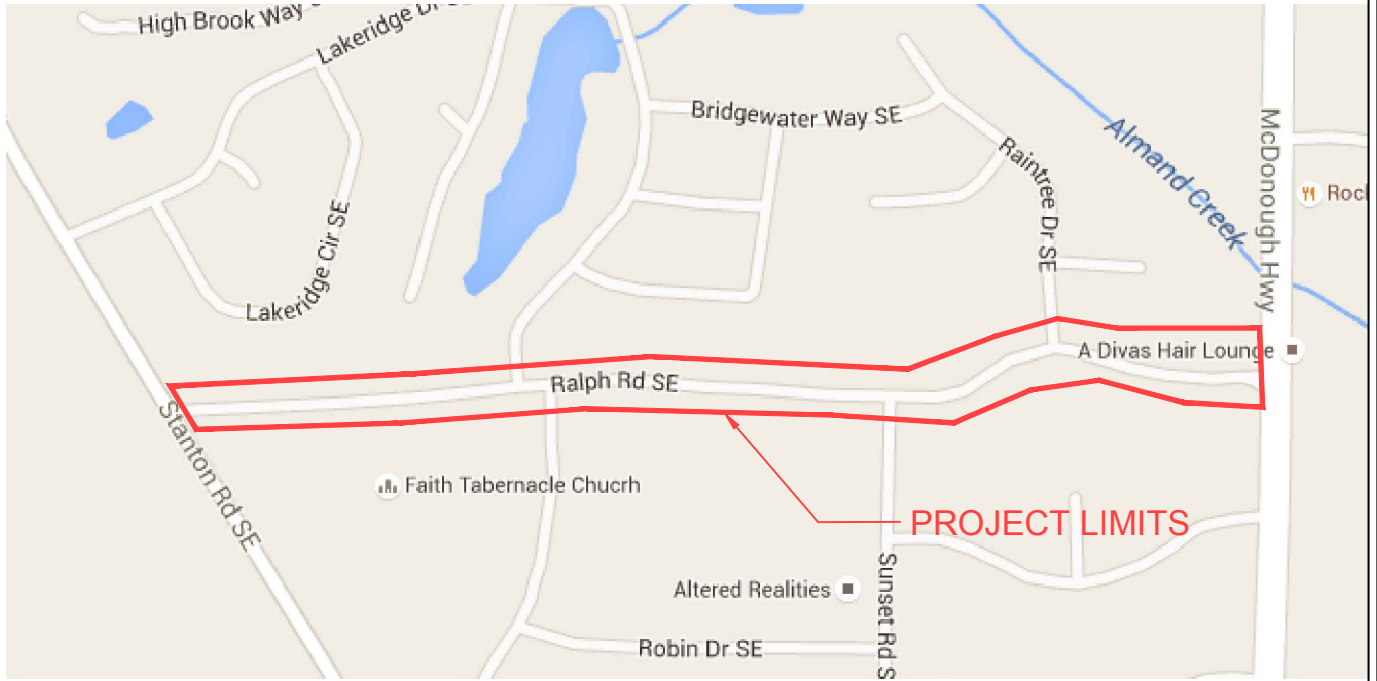 High Brook Way S
Lakeridge Dr SE
Bridgewater Way SE
Raintree Dr SE
Almand Creek
McDonough Hwy
Rock
Lakeridge Cir SE
A Divas Hair Lounge
Ralph Rd SE
Stanton Rd SE
Faith Tabernacle Chucrh
PROJECT LIMITS
Altered Realities
Sunset Rd S
Robin Dr SE